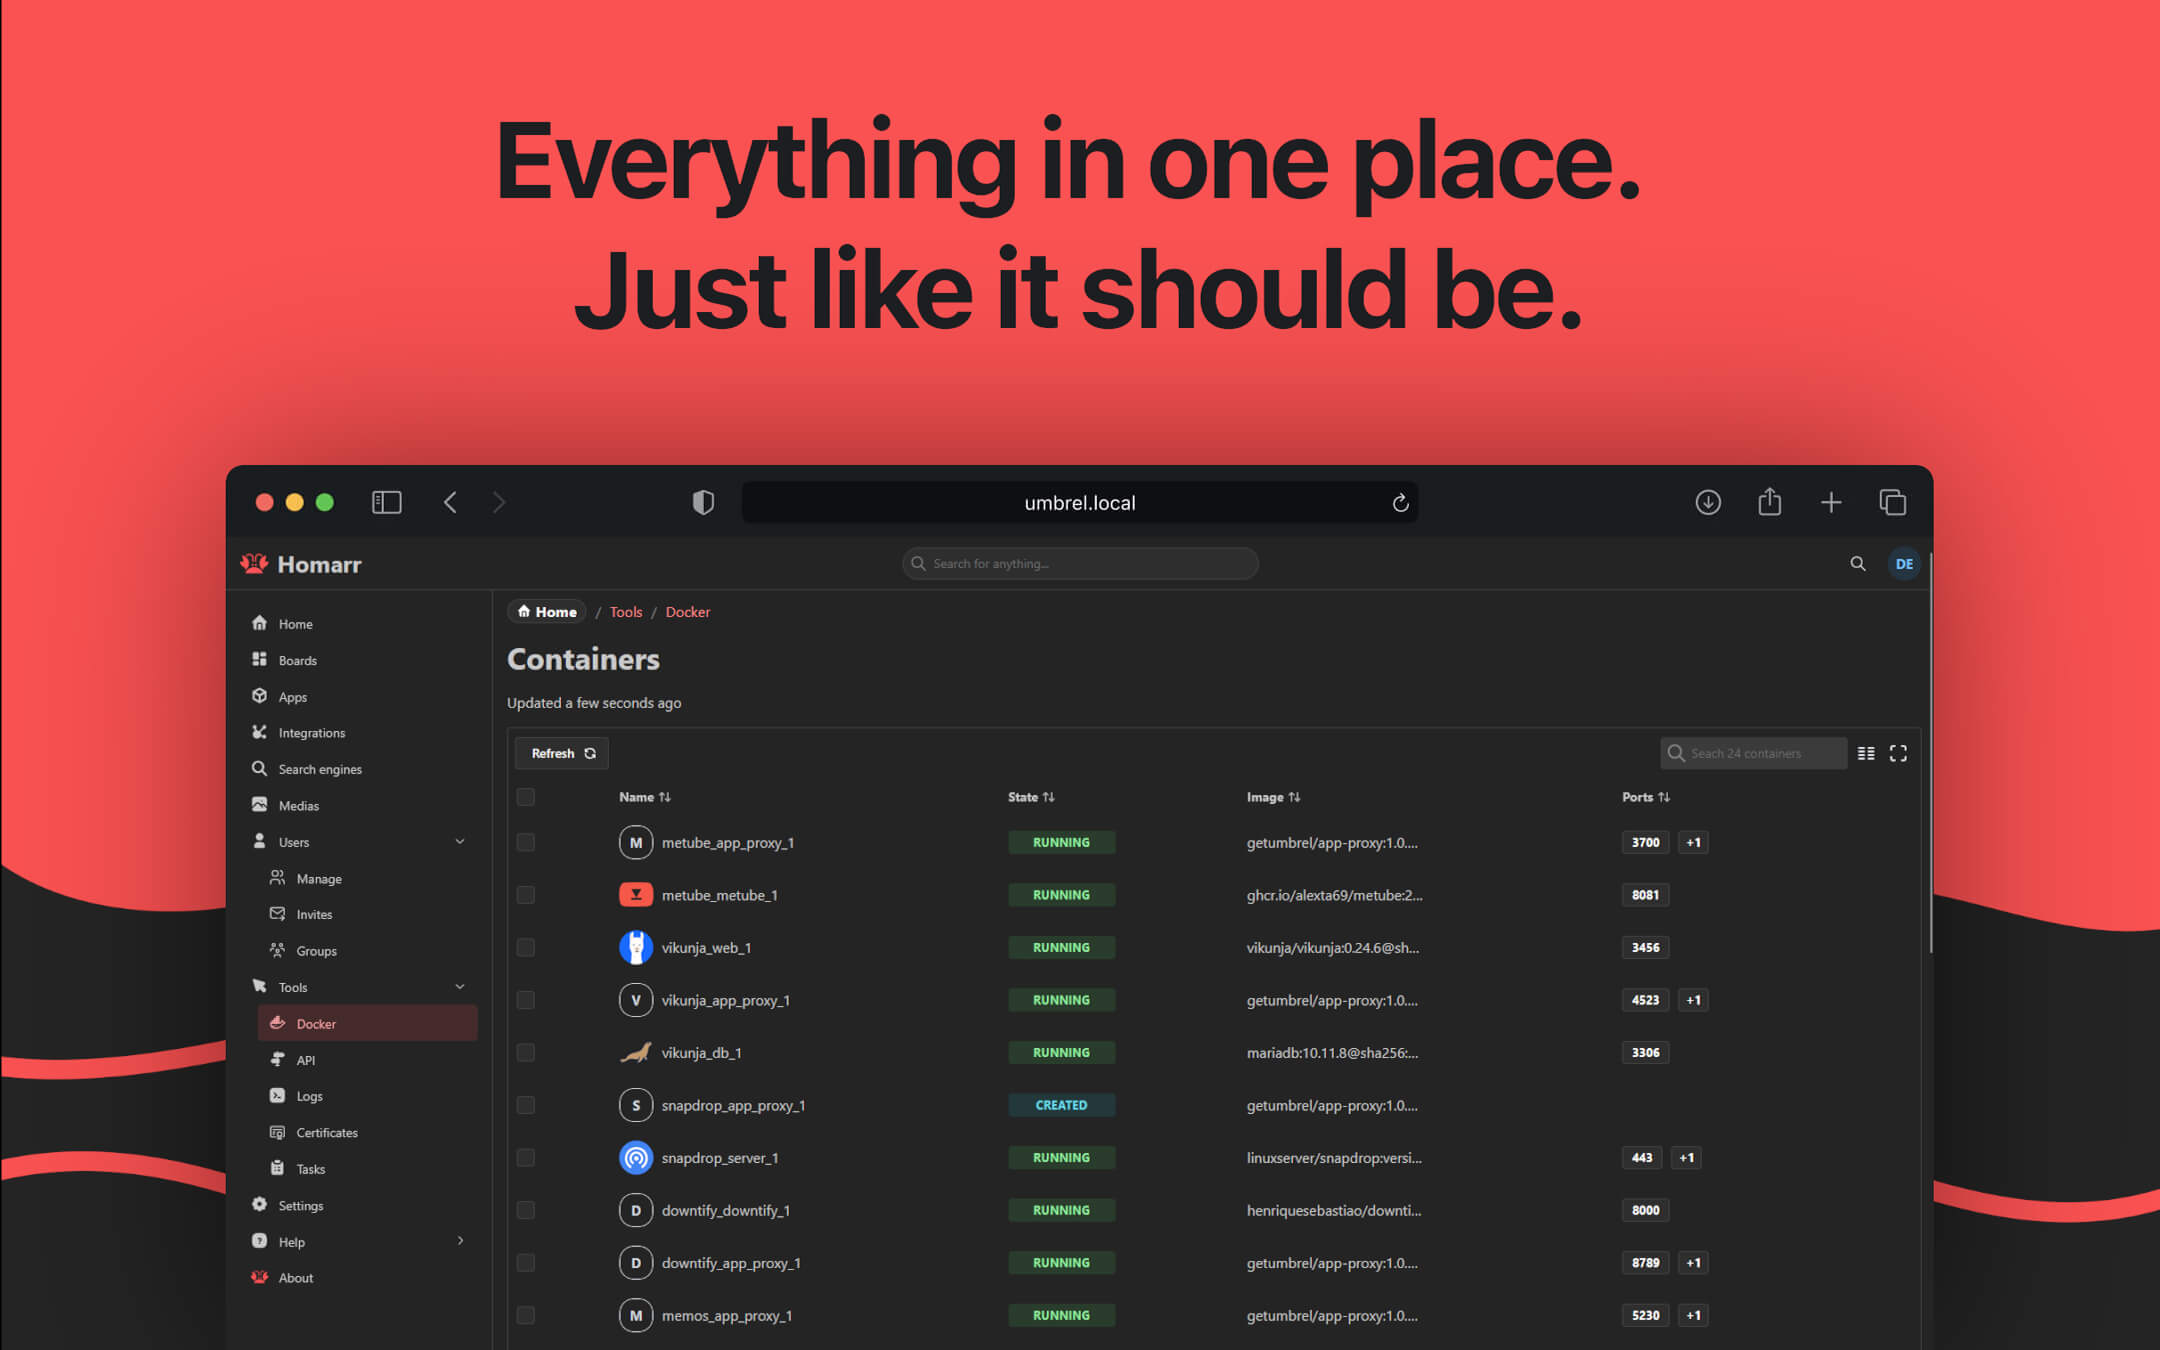 Everything in one place.
Just like it should be.
umbrel.local
Homarr
Search for anything...
DE
Home
Boards
Apps
Integrations
Search engines
Medias
Users
Manage
Invites
Groups
Tools
Docker
API
Logs
Certificates
Tasks
Settings
Help
About
Home / Tools / Docker
Containers
Updated a few seconds ago
Refresh
Seach 24 containers
Name State Image Ports
M metube_app_proxy_1 RUNNING getumbrel/app-proxy:1.0.... 3700 +1
metube_metube_1 RUNNING ghcr.io/alexta69/metube:2... 8081
vikunja_web_1 RUNNING vikunja/vikunja:0.24.6@sh... 3456
V vikunja_app_proxy_1 RUNNING getumbrel/app-proxy:1.0.... 4523 +1
vikunja_db_1 RUNNING mariadb:10.11.8@sha256:... 3306
S snapdrop_app_proxy_1 CREATED getumbrel/app-proxy:1.0....
snapdrop_server_1 RUNNING linuxserver/snapdrop:versi... 443 +1
D downtify_downtify_1 RUNNING henriquesebastiao/downti... 8000
D downtify_app_proxy_1 RUNNING getumbrel/app-proxy:1.0.... 8789 +1
M memos_app_proxy_1 RUNNING getumbrel/app-proxy:1.0.... 5230 +1